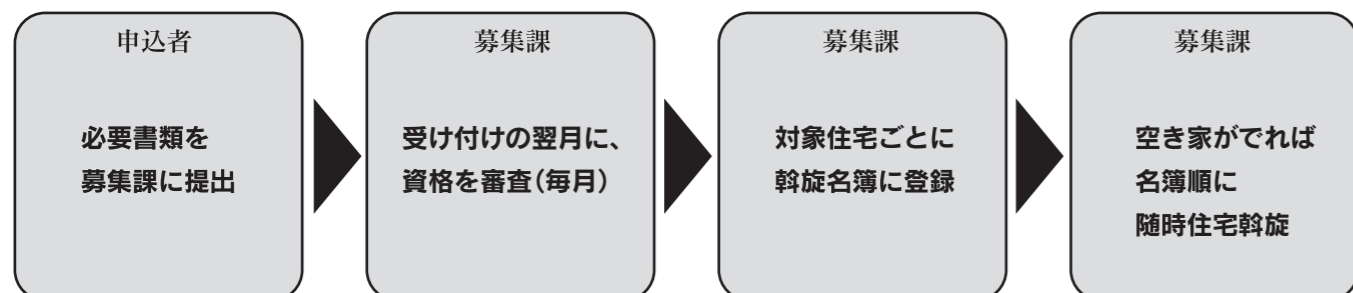 申込者
必要書類を
募集課に提出
募集課
受け付けの翌月に、
資格を審査（毎月）
募集課
対象住宅ごとに
斡旋名簿に登録
募集課
空き家がでれば
名簿順に
随時住宅斡旋